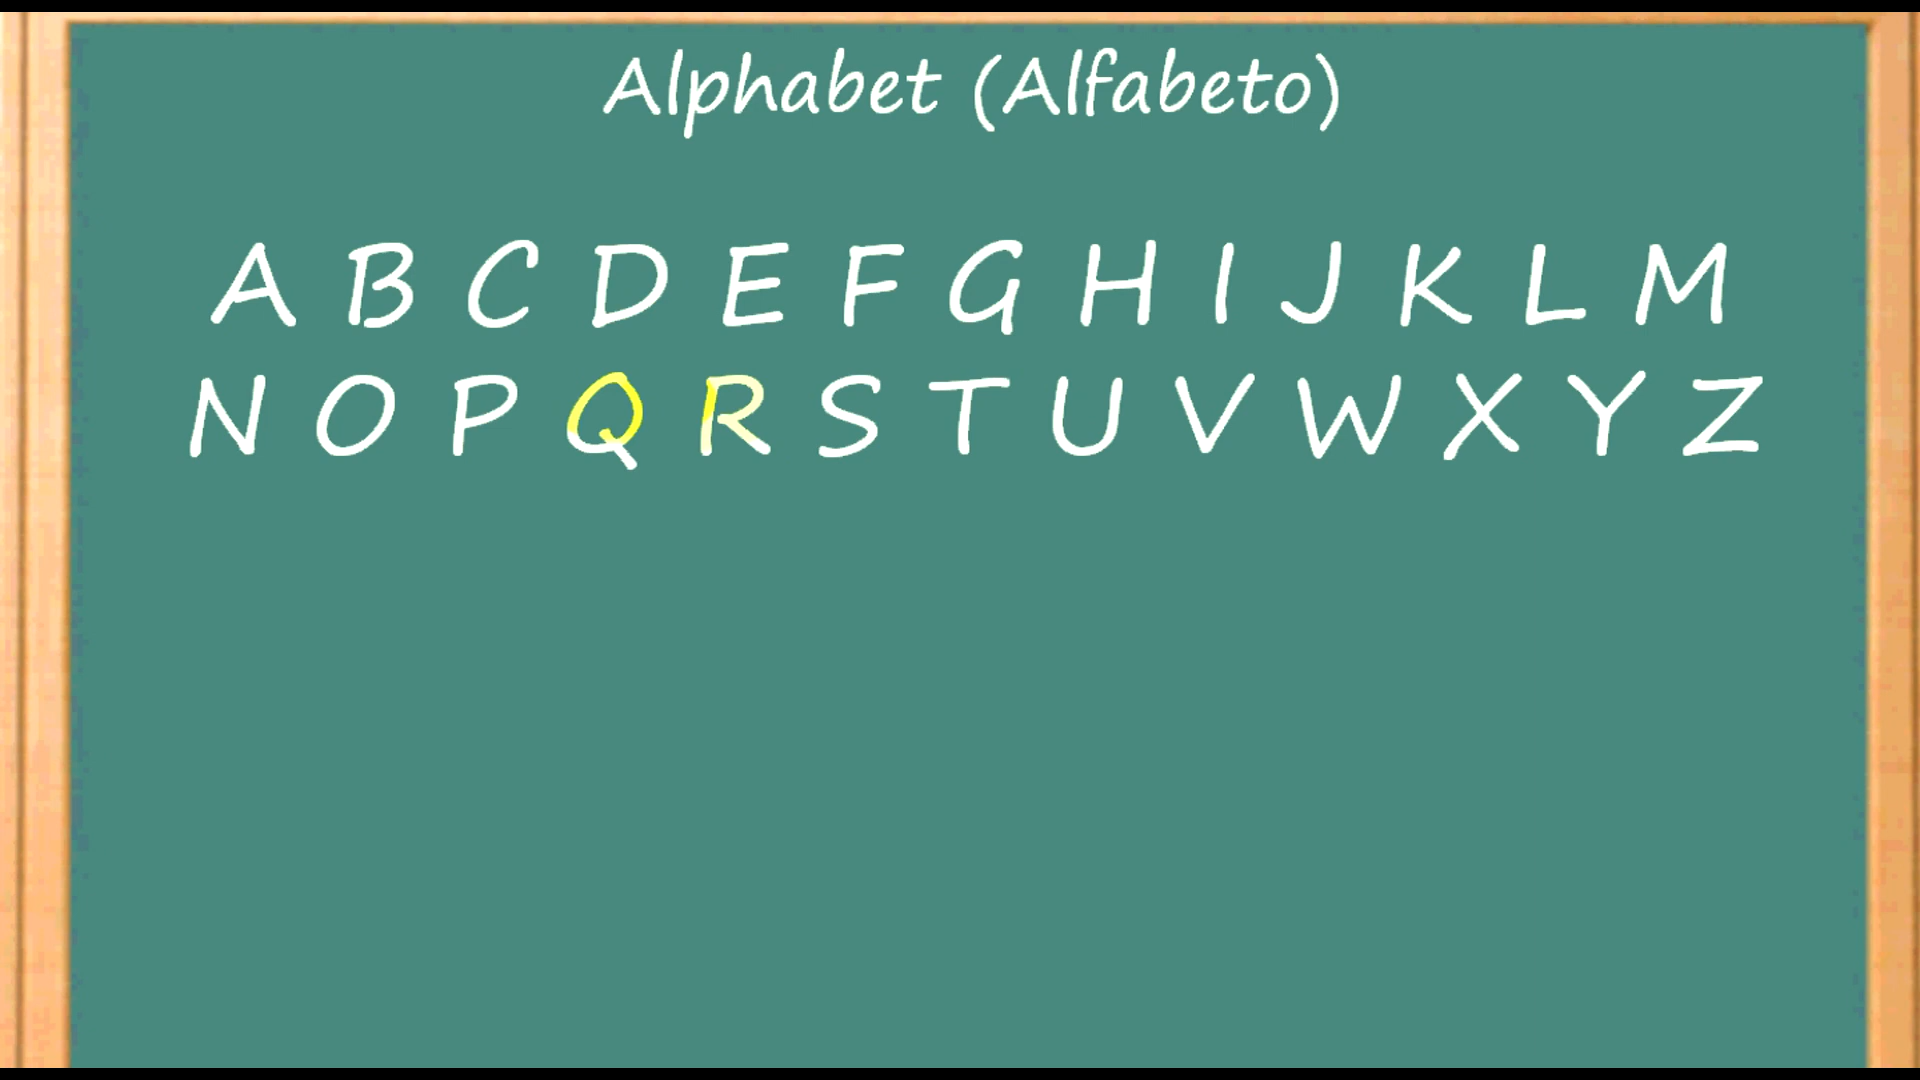 Alphabet (Alfabeto)
A B C D E F G H I J K L M
N O P Q R S T U V W X Y Z